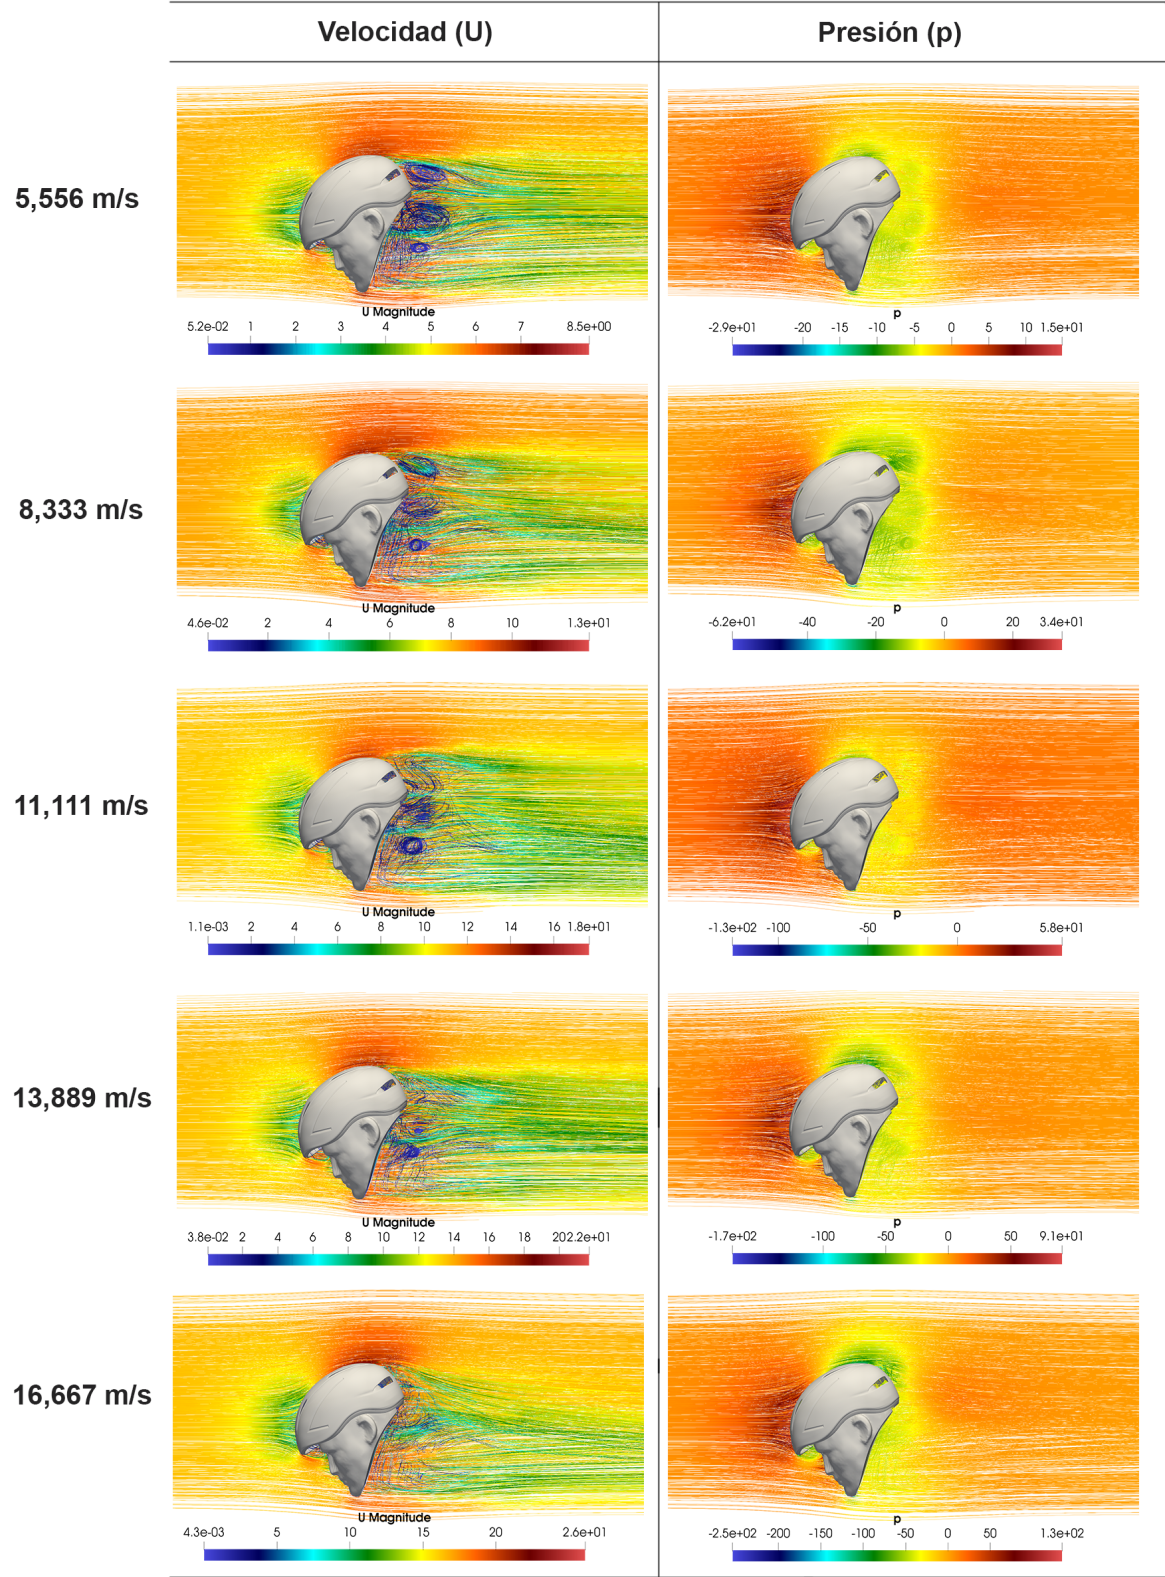 Velocidad (U) Presión (p)
5,556 m/s
U Magnitude p
5.2e-02 1 2 3 4 5 6 7 8.5e+00 -2.9e+01 -20 -15 -10 -5 0 5 10 1.5e+01
8,333 m/s
U Magnitude p
4.6e-02 2 4 6 8 10 1.3e+01 -6.2e+01 -40 -20 0 20 3.4e+01
11,111 m/s
U Magnitude p
1.1e-03 2 4 6 8 10 12 14 16 1.8e+01 -1.3e+02 -100 -50 0 5.8e+01
13,889 m/s
U Magnitude p
3.8e-02 2 4 6 8 10 12 14 16 18 202.2e+01 -1.7e+02 -100 -50 0 50 9.1e+01
16,667 m/s
U Magnitude p
4.3e-03 5 10 15 20 2.6e+01 -2.5e+02 -200 -150 -100 -50 0 50 1.3e+02